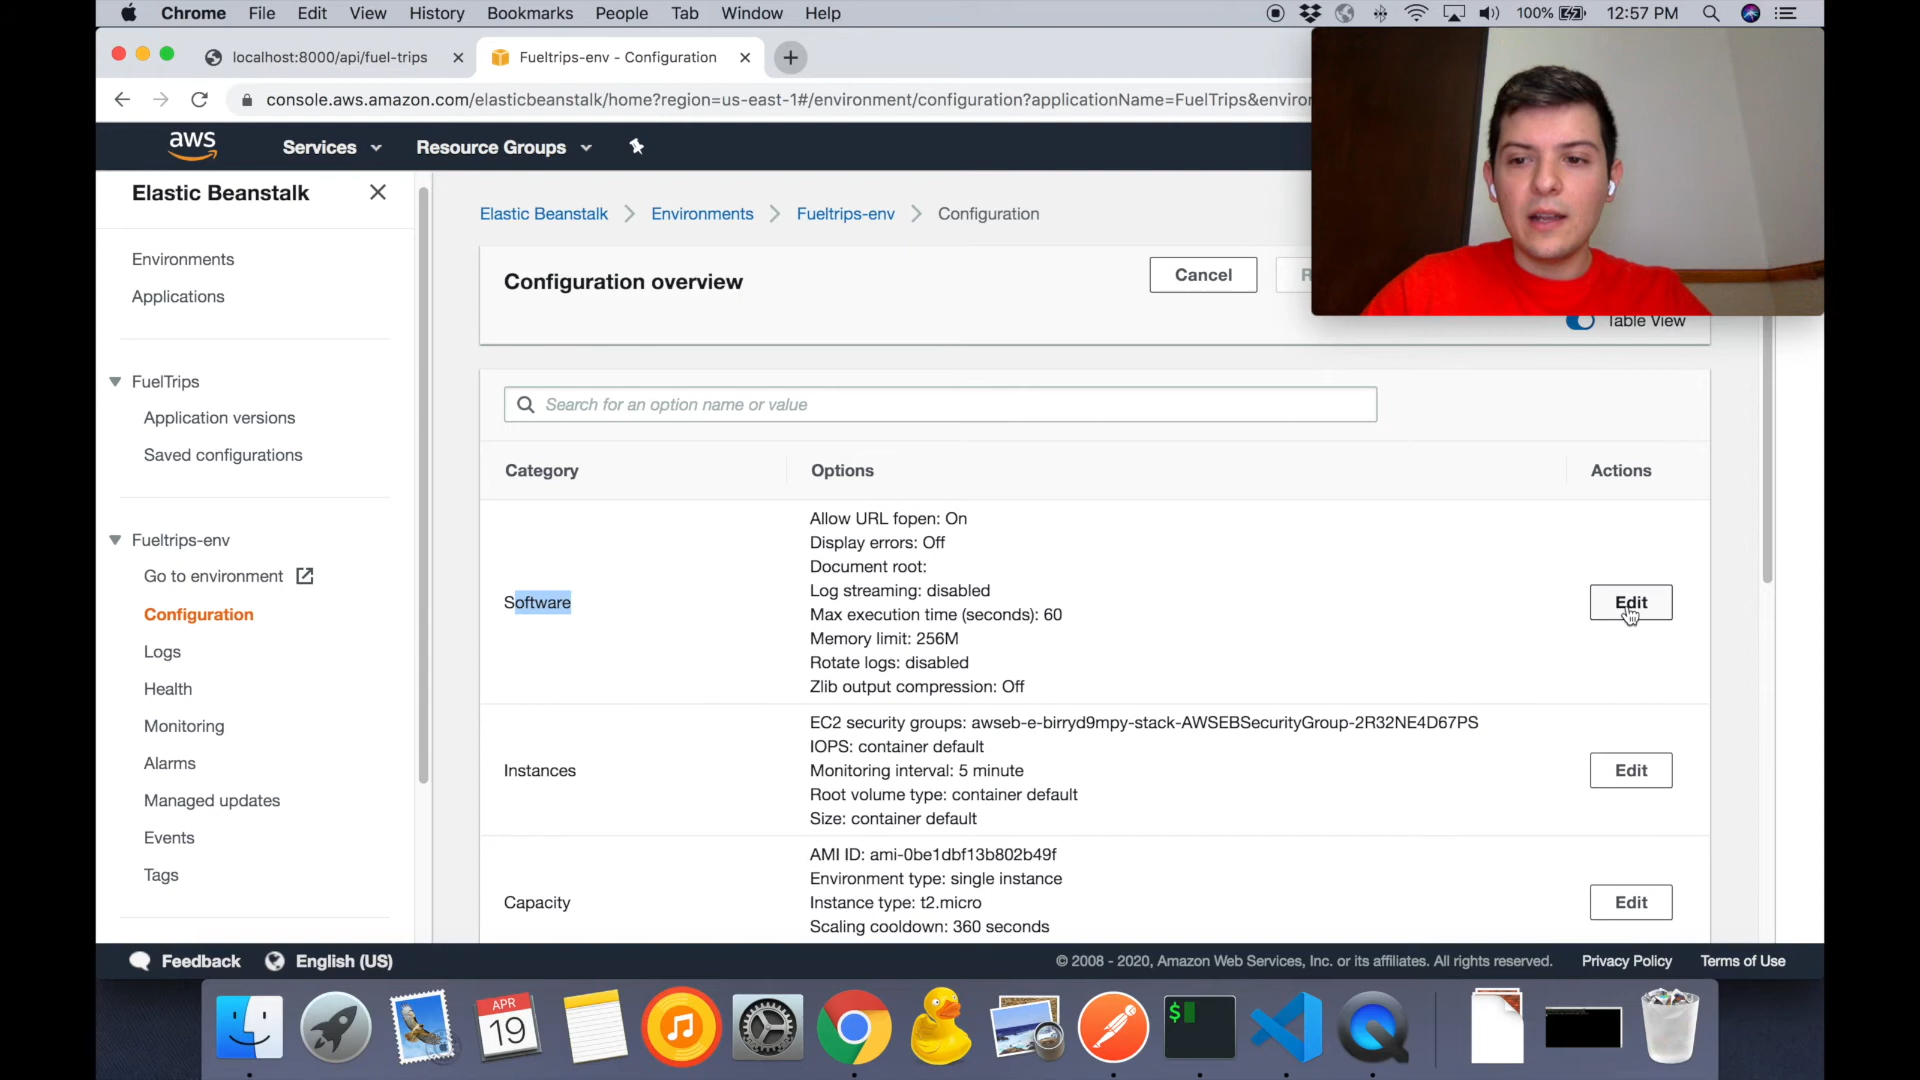 Chrome File Edit View History Bookmarks People Tab Window Help 100% 12:57 PM
localhost:8000/api/fuel-trips
Fueltrips-env - Configuration
console.aws.amazon.com/elasticbeanstalk/home?region=us-east-1#/environment/configuration?applicationName=FuelTrips&enviro
aws Services Resource Groups
Elastic Beanstalk
Environments
Applications
FuelTrips
Application versions
Saved configurations
Fueltrips-env
Go to environment
Configuration
Logs
Health
Monitoring
Alarms
Managed updates
Events
Tags
Elastic Beanstalk Environments Fueltrips-env Configuration
Configuration overview
Cancel
Table View
Search for an option name or value
Category Options Actions
Software
Allow URL fopen: On
Display errors: Off
Document root:
Log streaming: disabled
Max execution time (seconds): 60
Memory limit: 256M
Rotate logs: disabled
Zlib output compression: Off
Edit
Instances
EC2 security groups: awseb-e-birryd9mpy-stack-AWSEBSecurityGroup-2R32NE4D67PS
IOPS: container default
Monitoring interval: 5 minute
Root volume type: container default
Size: container default
Edit
Capacity
AMI ID: ami-0be1dbf13b802b49f
Environment type: single instance
Instance type: t2.micro
Scaling cooldown: 360 seconds
Edit
Feedback English (US) © 2008 - 2020, Amazon Web Services, Inc. or its affiliates. All rights reserved. Privacy Policy Terms of Use
APR
19
$